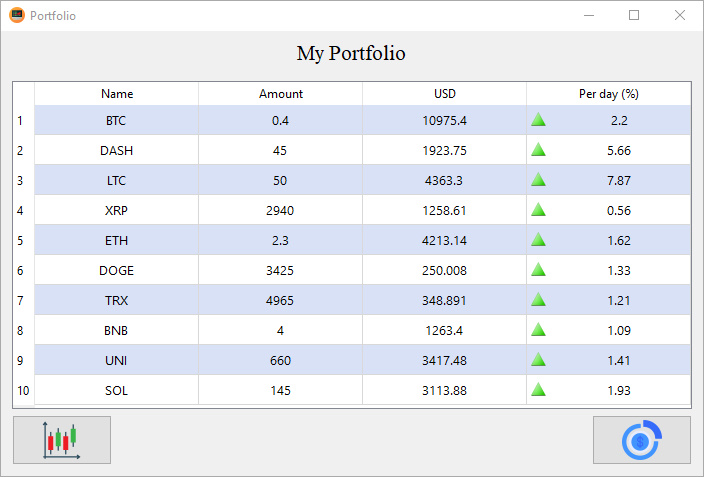 Portfolio
My Portfolio
Name Amount USD Per day (%)
1 BTC 0.4 10975.4 2.2
2 DASH 45 1923.75 5.66
3 LTC 50 4363.3 7.87
4 XRP 2940 1258.61 0.56
5 ETH 2.3 4213.14 1.62
6 DOGE 3425 250.008 1.33
7 TRX 4965 348.891 1.21
8 BNB 4 1263.4 1.09
9 UNI 660 3417.48 1.41
10 SOL 145 3113.88 1.93
$